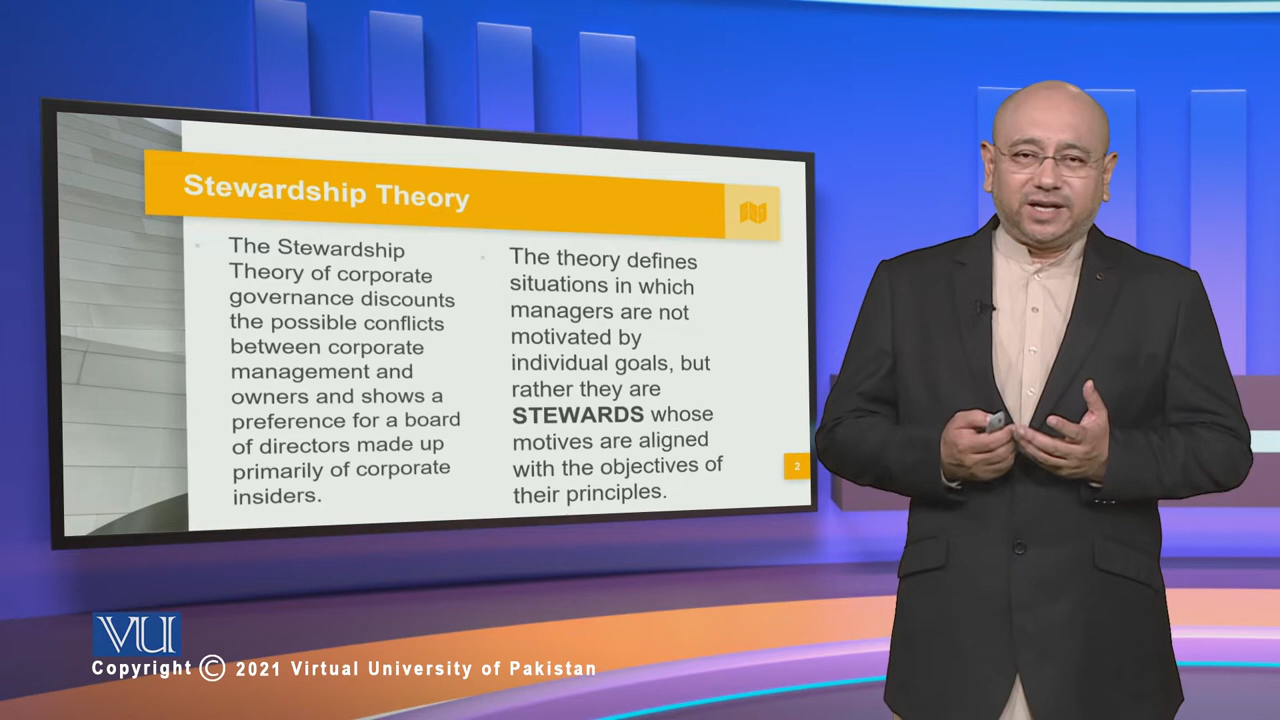 Stewardship Theory
The Stewardship
Theory of corporate
governance discounts
the possible conflicts
between corporate
management and
owners and shows a
preference for a board
of directors made up
primarily of corporate
insiders.
The theory defines
situations in which
managers are not
motivated by
individual goals, but
rather they are
STEWARDS whose
motives are aligned
with the objectives of
their principles.
2
VU
Copyright © 2021 Virtual University of Pakistan